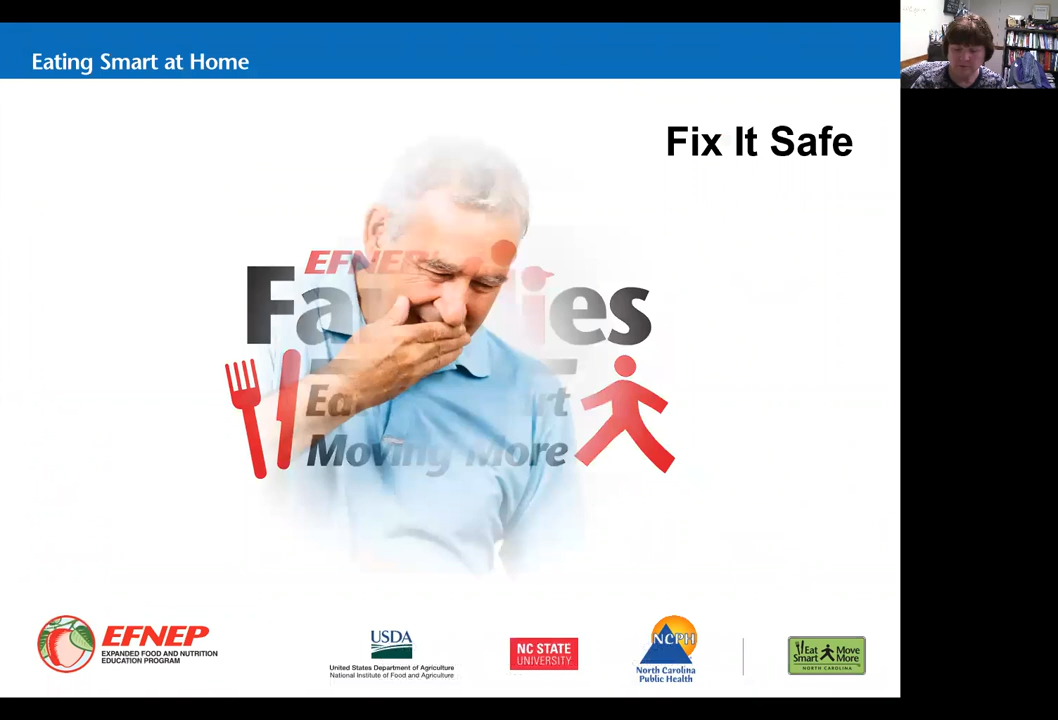 Eating Smart at Home
Fix It Safe
EFNEP
Families
Eating Smart
Moving More
EFNEP
EXPANDED FOOD AND NUTRITION
EDUCATION PROGRAM
USDA
United States Department of Agriculture
National Institute of Food and Agriculture
NC STATE
UNIVERSITY
NCPH
North Carolina
Public Health
Eat Move
Smart More
NORTH CAROLINA